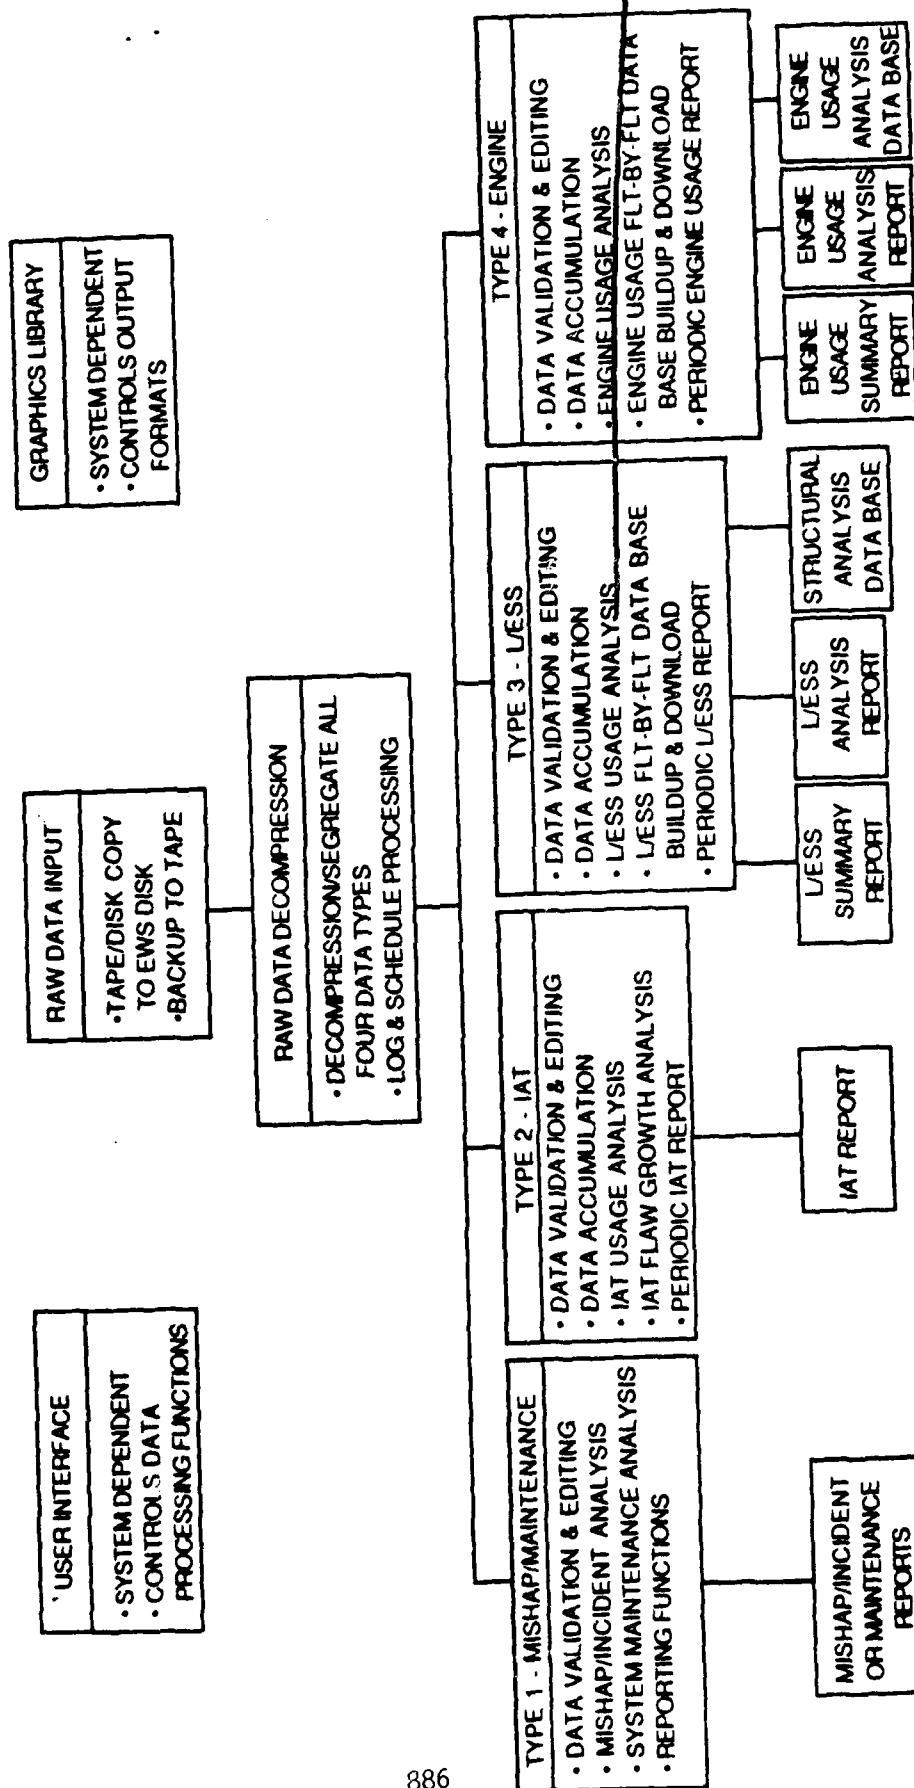 USER INTERFACE
• SYSTEM DEPENDENT
• CONTROLS DATA
PROCESSING FUNCTIONS
RAW DATA INPUT
• TAPE/DISK COPY
TO EWS DISK
• BACKUP TO TAPE
GRAPHICS LIBRARY
• SYSTEM DEPENDENT
• CONTROLS OUTPUT
FORMATS
RAW DATA DECOMPRESSION
• DECOMPRESSION/SEGREGATE ALL
FOUR DATA TYPES
• LOG & SCHEDULE PROCESSING
TYPE 1 - MISHAP/MAINTENANCE
• DATA VALIDATION & EDITING
• MISHAP/INCIDENT ANALYSIS
• SYSTEM MAINTENANCE ANALYSIS
• REPORTING FUNCTIONS
TYPE 2 - IAT
• DATA VALIDATION & EDITING
• DATA ACCUMULATION
• IAT USAGE ANALYSIS
• IAT FLAW GROWTH ANALYSIS
• PERIODIC IAT REPORT
TYPE 3 - L/ESS
• DATA VALIDATION & EDITING
• DATA ACCUMULATION
• L/ESS USAGE ANALYSIS
• L/ESS FLT-BY-FLT DATA BASE
BUILDUP & DOWNLOAD
• PERIODIC L/ESS REPORT
TYPE 4 - ENGINE
• DATA VALIDATION & EDITING
• DATA ACCUMULATION
• ENGINE USAGE ANALYSIS
• ENGINE USAGE FLT-BY-FLT DATA
BASE BUILDUP & DOWNLOAD
• PERIODIC ENGINE USAGE REPORT
MISHAP/INCIDENT
OR MAINTENANCE
REPORTS
IAT REPORT
L/ESS
SUMMARY
REPORT
L/ESS
ANALYSIS
REPORT
STRUCTURAL
ANALYSIS
DATA BASE
ENGINE
USAGE
SUMMARY
REPORT
ENGINE
USAGE
ANALYSIS
REPORT
ENGINE
USAGE
ANALYSIS
DATA BASE
886